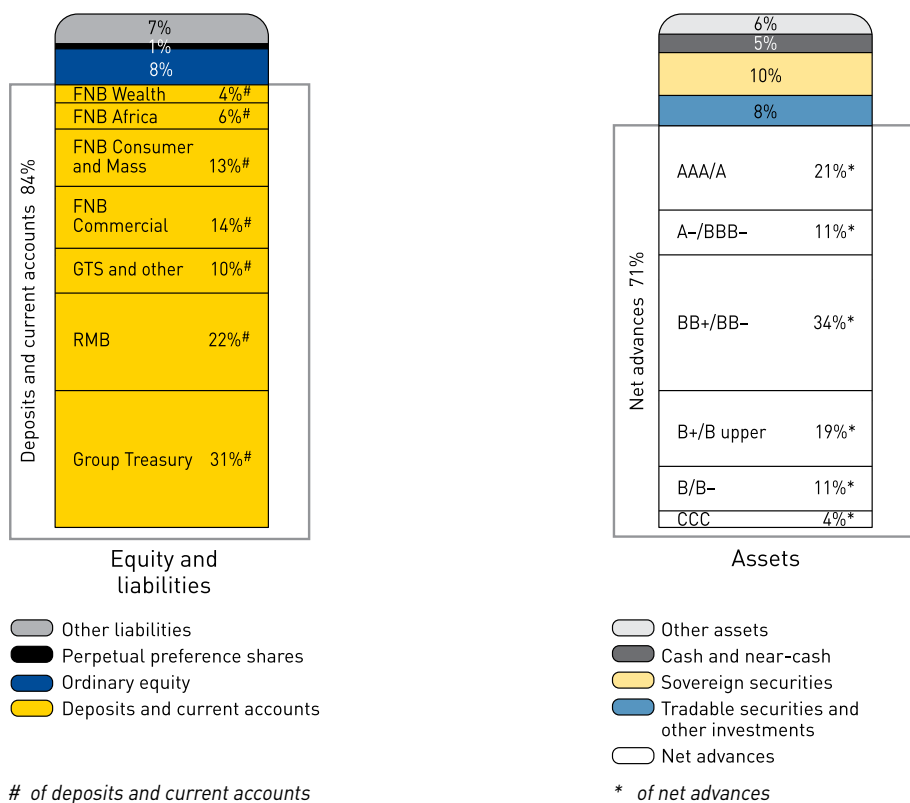 7%
1%
8%
FNB Wealth 4%#
FNB Africa 6%#
FNB Consumer
and Mass 13%#
FNB
Commercial 14%#
GTS and other 10%#
RMB 22%#
Group Treasury 31%#
Deposits and current accounts 84%
Equity and
liabilities
Other liabilities
Perpetual preference shares
Ordinary equity
Deposits and current accounts
# of deposits and current accounts
6%
5%
10%
8%
AAA/A 21%*
A–/BBB– 11%*
BB+/BB– 34%*
B+/B upper 19%*
B/B– 11%*
CCC 4%*
Net advances 71%
Assets
Other assets
Cash and near-cash
Sovereign securities
Tradable securities and
other investments
Net advances
* of net advances